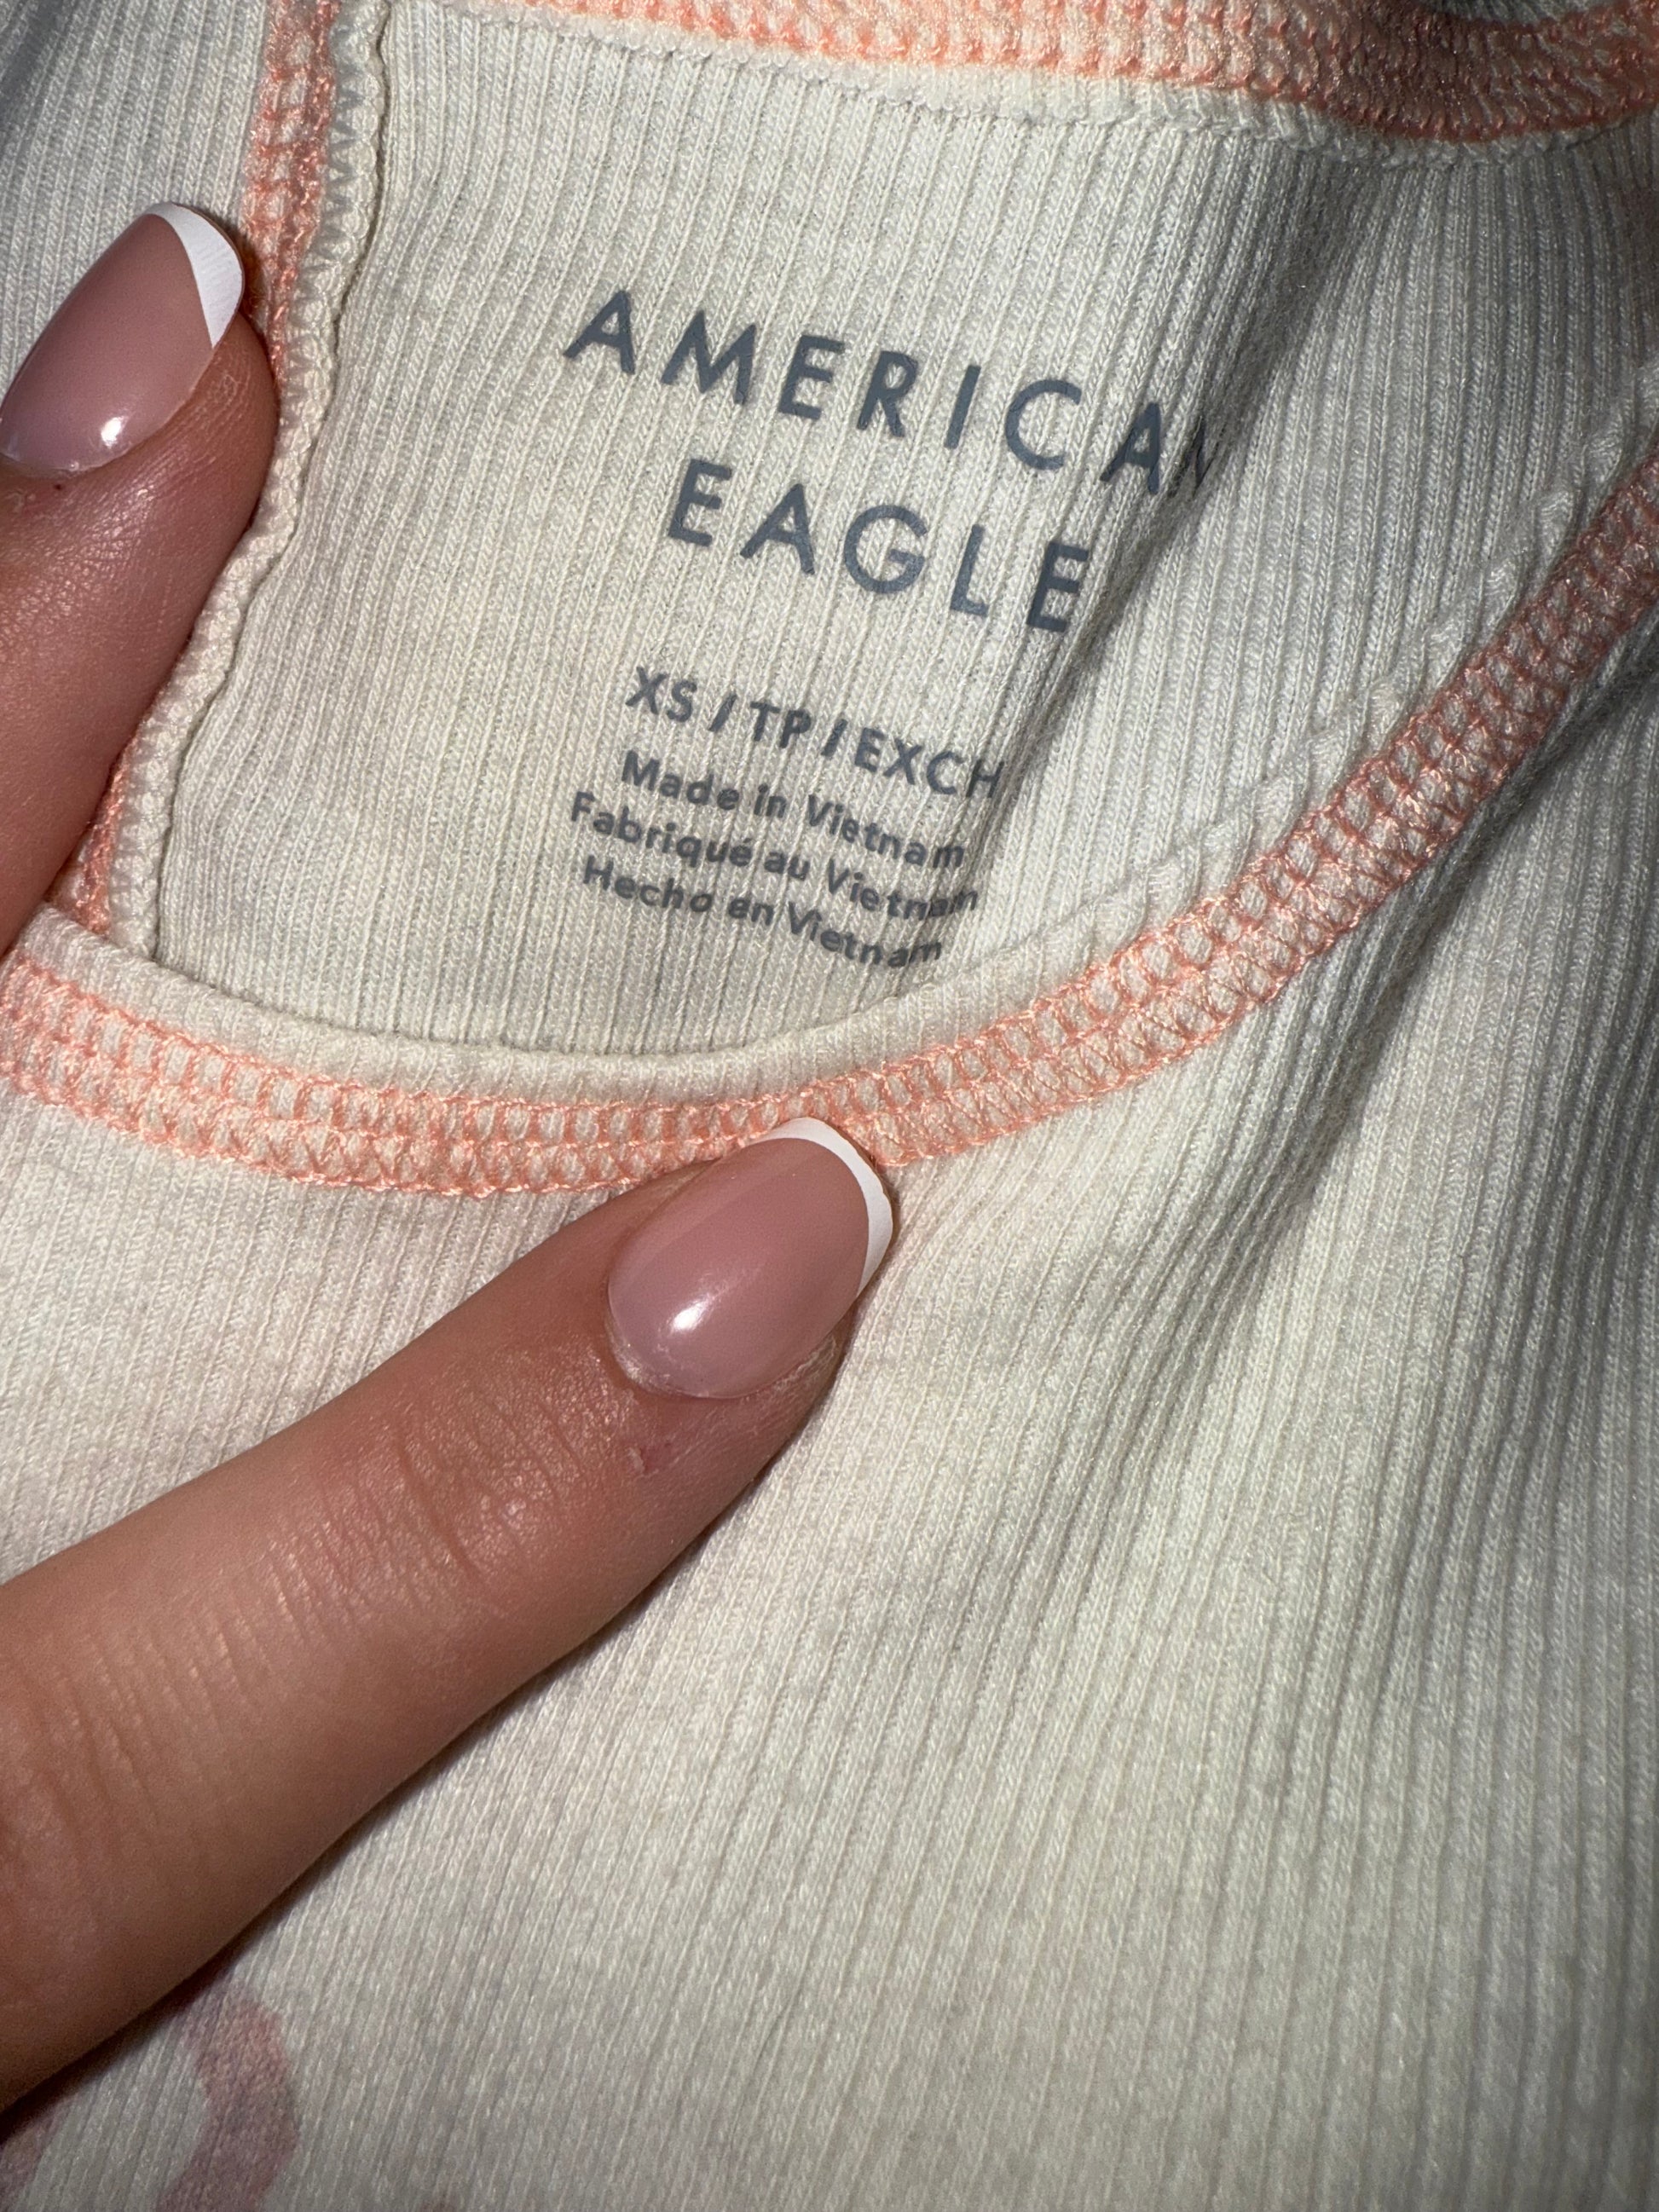 AMERICAN
EAGLE
XS / TP / EXCH
Made in Vietnam
Fabriqué au Vietnam
Hecho en Vietnam